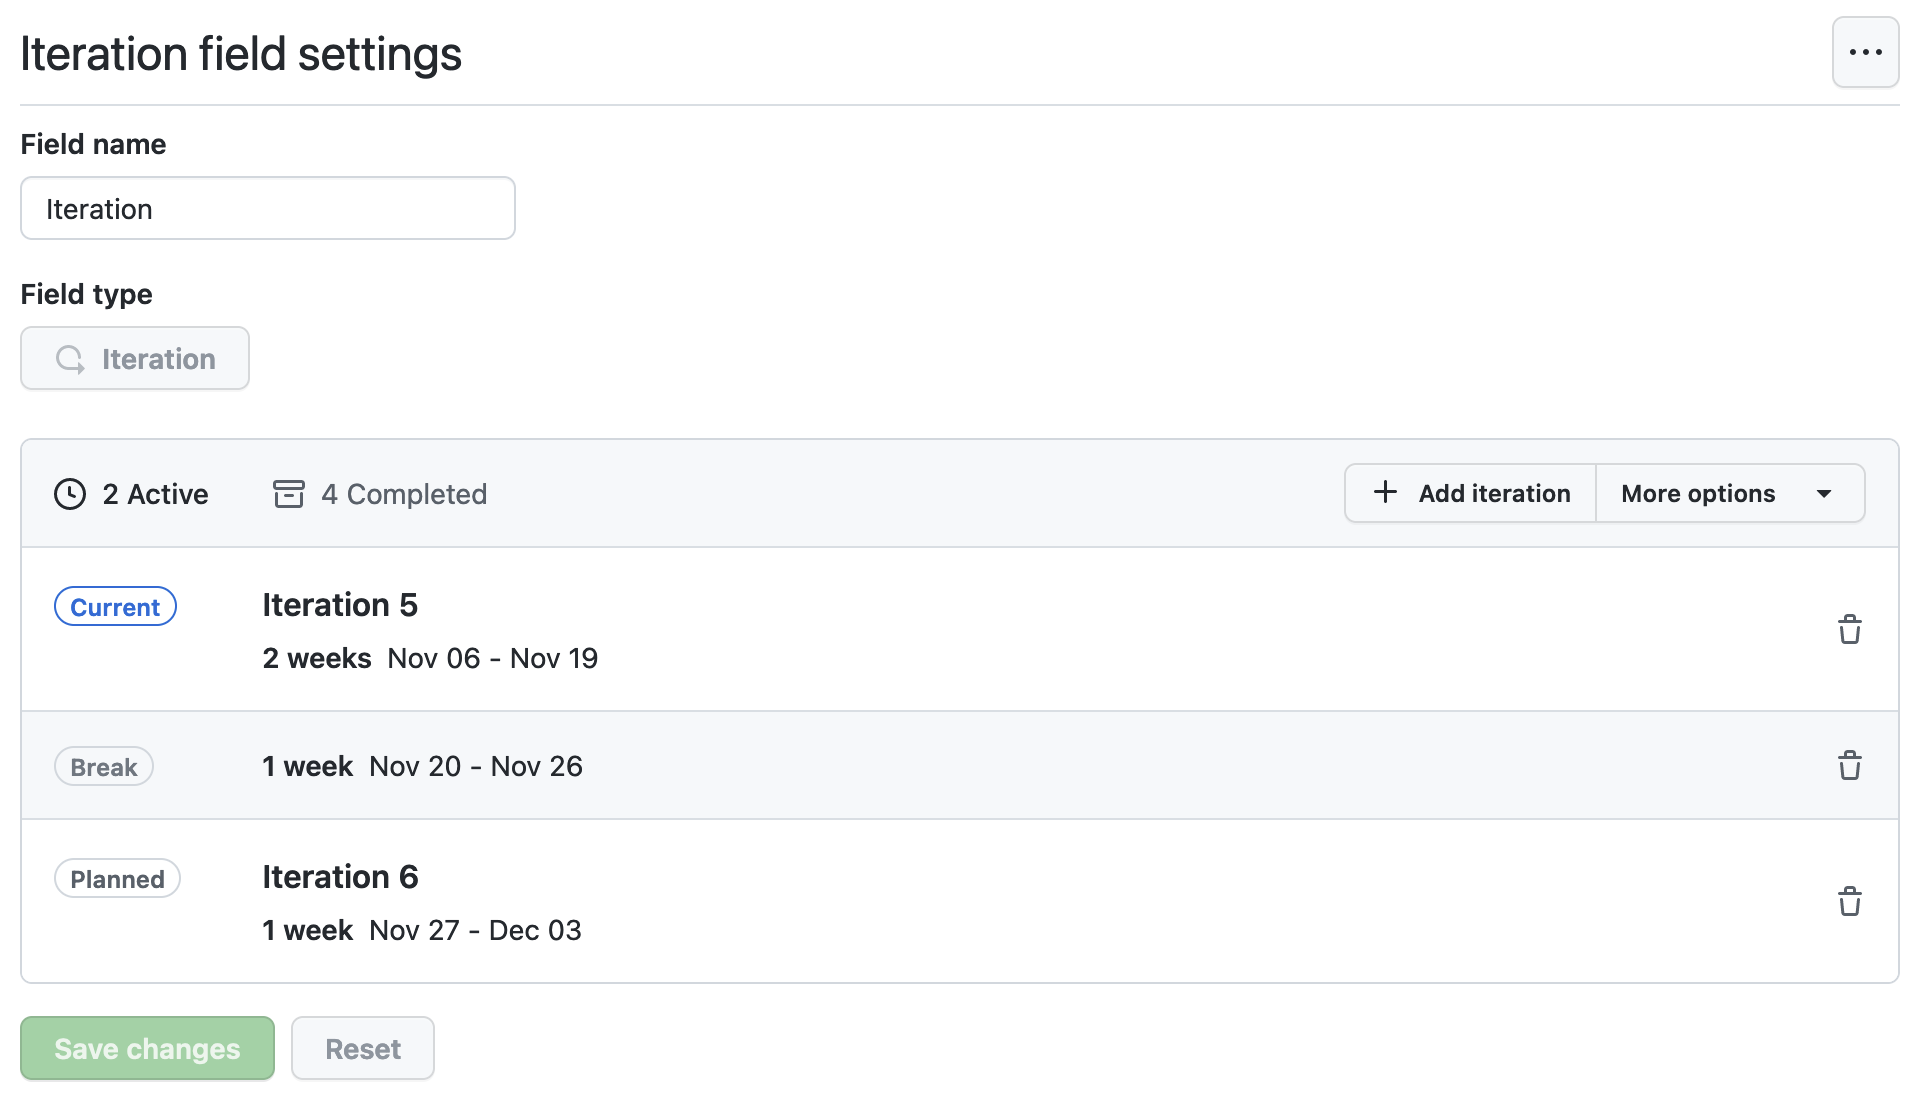 Iteration field settings
Field name
Iteration
Field type
Iteration
2 Active 4 Completed Add iteration More options
Current Iteration 5
2 weeks Nov 06 - Nov 19
Break 1 week Nov 20 - Nov 26
Planned Iteration 6
1 week Nov 27 - Dec 03
Save changes Reset